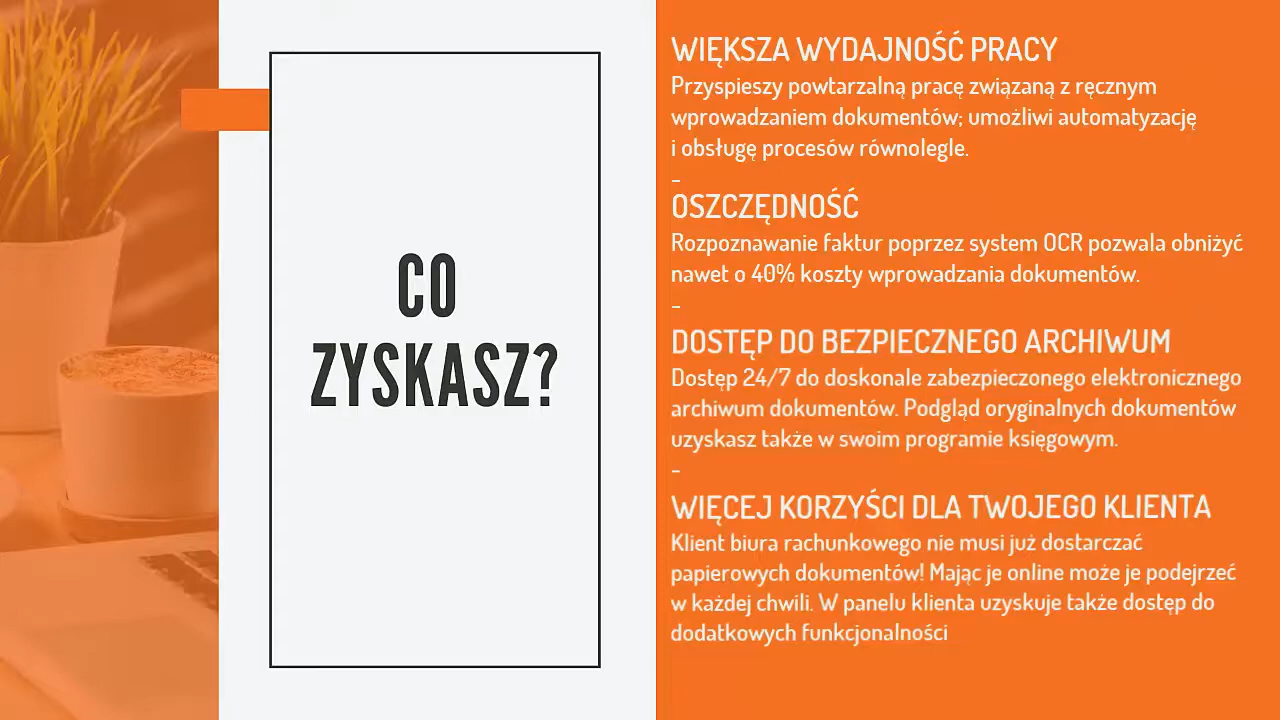 CO
ZYSKASZ?
WIĘKSZA WYDAJNOŚĆ PRACY
Przyspieszy powtarzalną pracę związaną z ręcznym
wprowadzaniem dokumentów; umożliwi automatyzację
i obsługę procesów równolegle.
–
OSZCZĘDNOŚĆ
Rozpoznawanie faktur poprzez system OCR pozwala obniżyć
nawet o 40% koszty wprowadzania dokumentów.
–
DOSTĘP DO BEZPIECZNEGO ARCHIWUM
Dostęp 24/7 do doskonale zabezpieczonego elektronicznego
archiwum dokumentów. Podgląd oryginalnych dokumentów
uzyskasz także w swoim programie księgowym.
–
WIĘCEJ KORZYŚCI DLA TWOJEGO KLIENTA
Klient biura rachunkowego nie musi już dostarczać
papierowych dokumentów! Mając je online może je podejrzeć
w każdej chwili. W panelu klienta uzyskuje także dostęp do
dodatkowych funkcjonalności